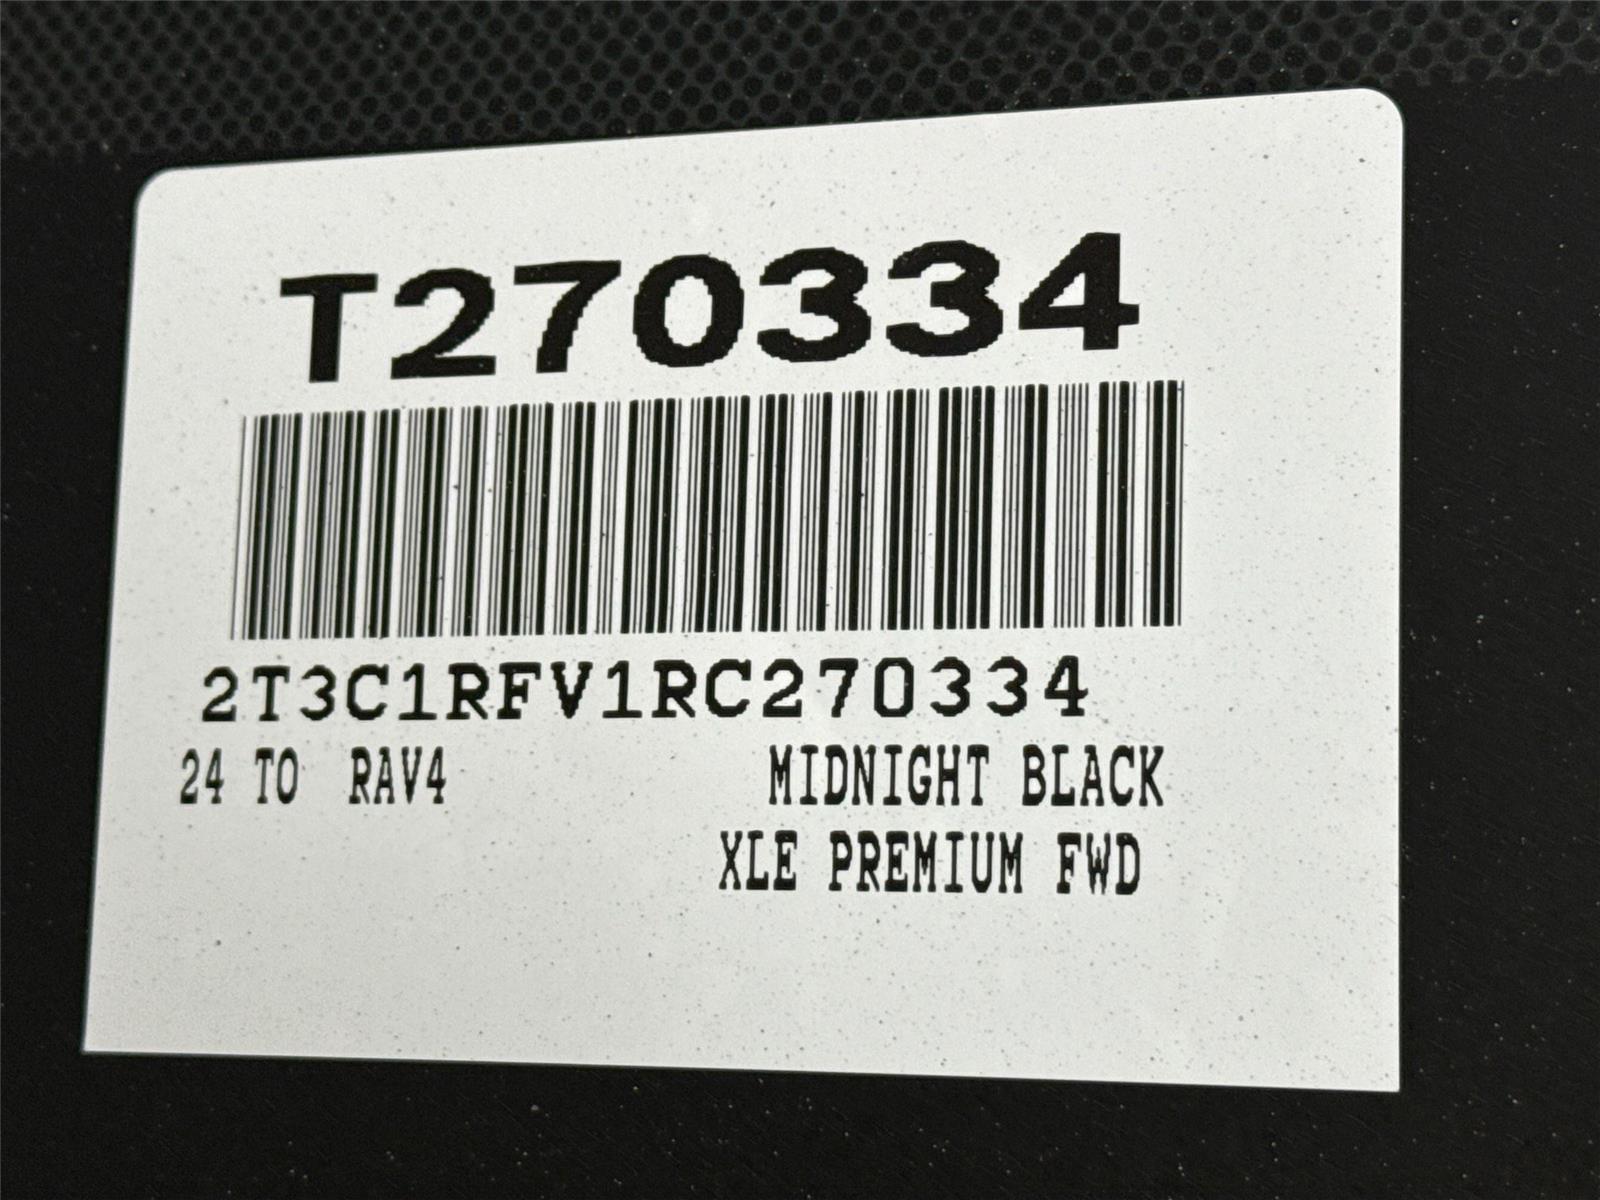 T270334
2T3C1RFV1RC270334
24 TO RAV4 MIDNIGHT BLACK
XLE PREMIUM FWD